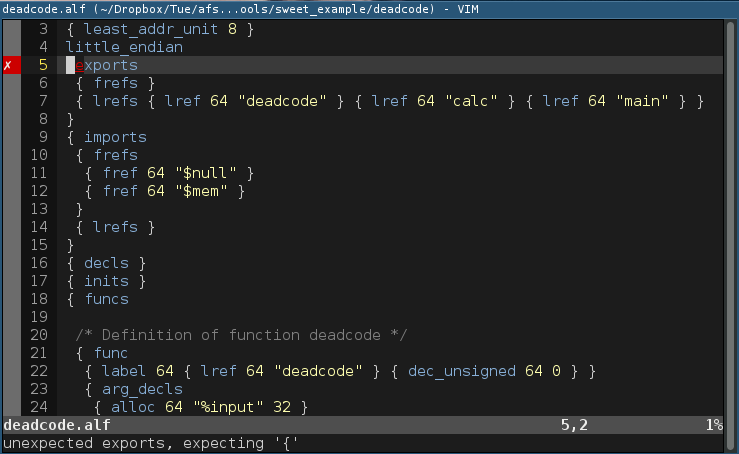 deadcode.alf (~/Dropbox/Tue/afs...ools/sweet_example/deadcode) - VIM
3 { least_addr_unit 8 }
4 little_endian
✗ 5 exports
6 { frefs }
7 { lrefs { lref 64 "deadcode" } { lref 64 "calc" } { lref 64 "main" } }
8 }
9 { imports
10 { frefs
11 { fref 64 "$null" }
12 { fref 64 "$mem" }
13 }
14 { lrefs }
15 }
16 { decls }
17 { inits }
18 { funcs
19
20 /* Definition of function deadcode */
21 { func
22 { label 64 { lref 64 "deadcode" } { dec_unsigned 64 0 } }
23 { arg_decls
24 { alloc 64 "%input" 32 }
deadcode.alf 5,2 1%
unexpected exports, expecting '{'